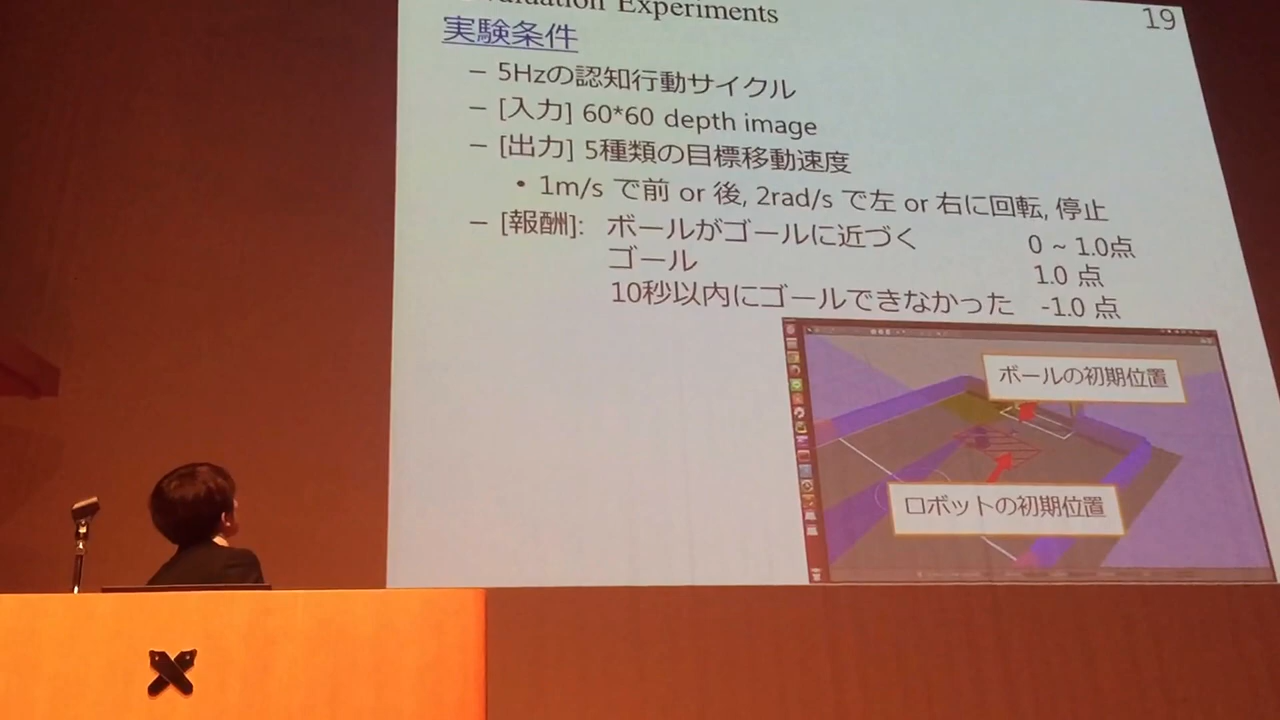 Evaluation Experiments
19
実験条件
– 5Hzの認知行動サイクル
– [入力] 60*60 depth image
– [出力] 5種類の目標移動速度
• 1m/s で前 or 後, 2rad/s で左 or 右に回転, 停止
– [報酬]: ボールがゴールに近づく 0 ~ 1.0点
ゴール 1.0 点
10秒以内にゴールできなかった -1.0 点
ボールの初期位置
ロボットの初期位置